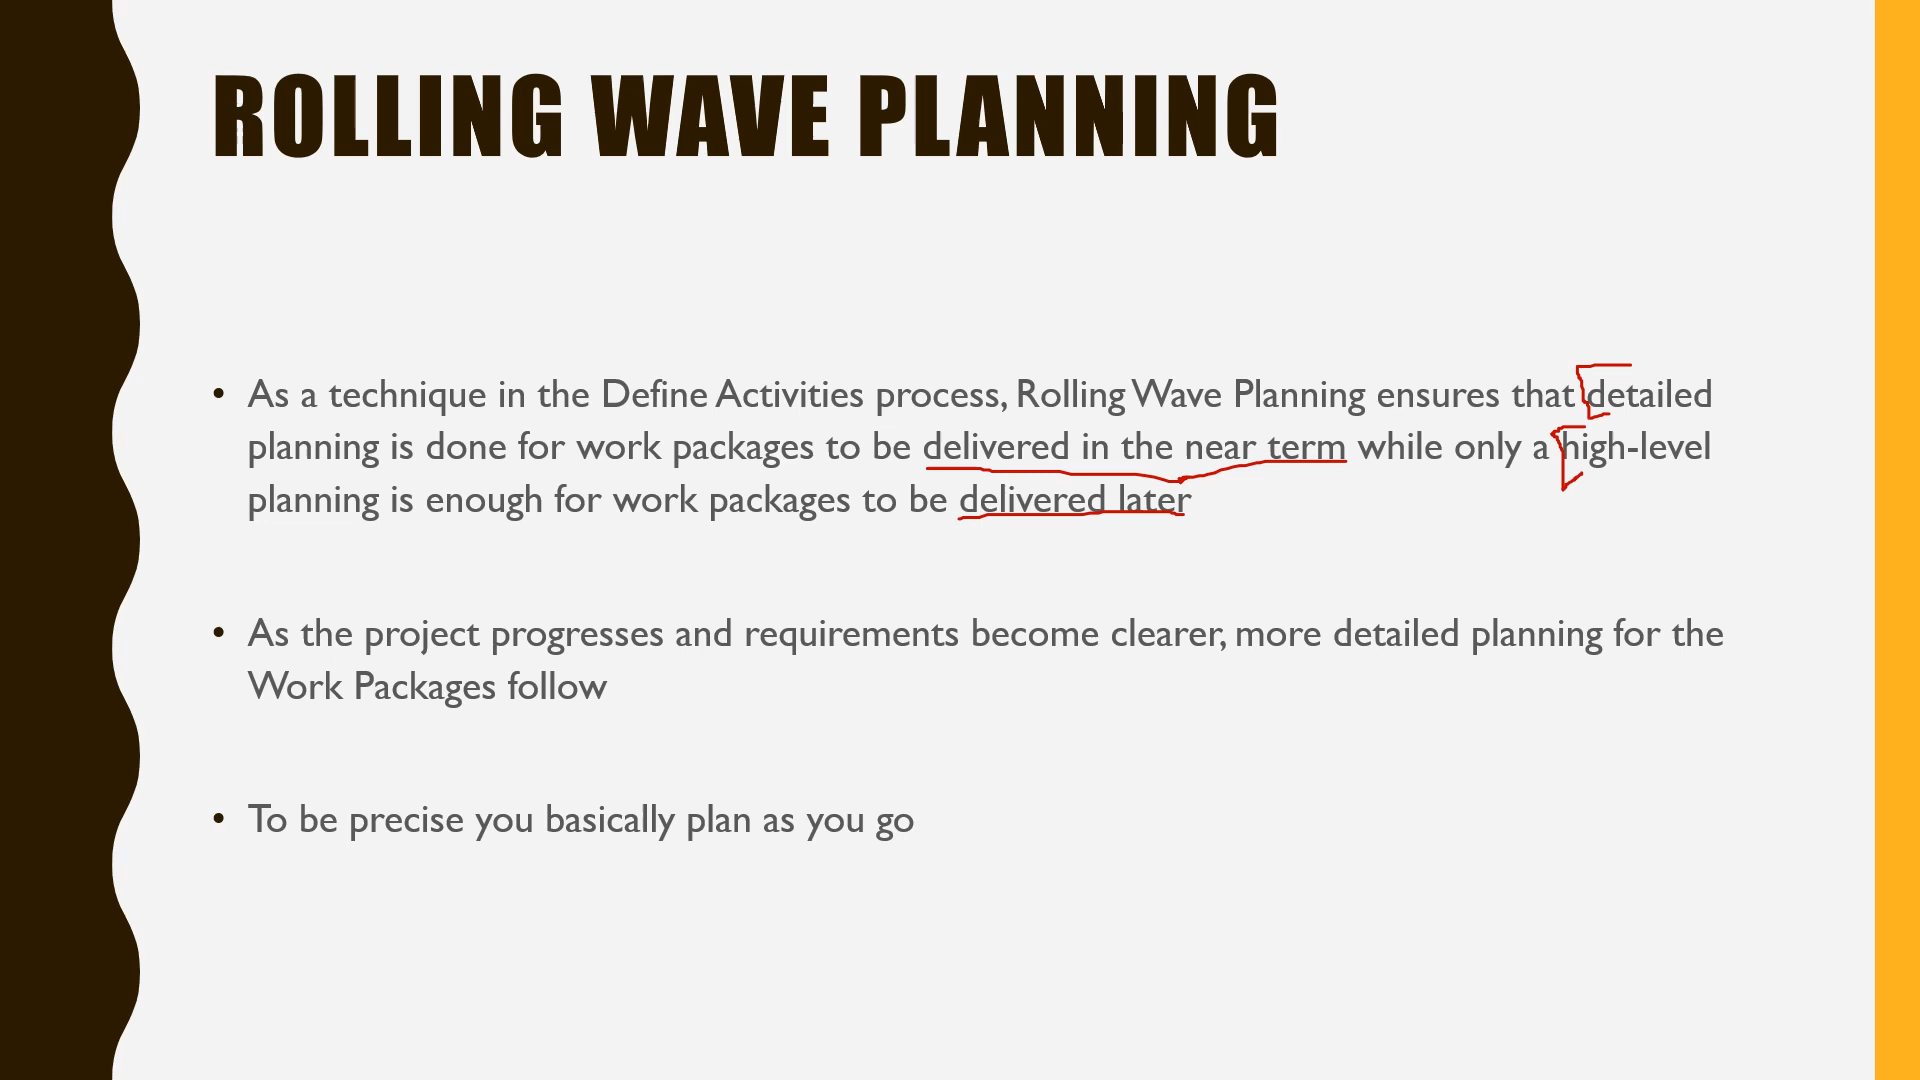 ROLLING WAVE PLANNING
• As a technique in the Define Activities process, Rolling Wave Planning ensures that detailed
planning is done for work packages to be delivered in the near term while only a high-level
planning is enough for work packages to be delivered later
• As the project progresses and requirements become clearer, more detailed planning for the
Work Packages follow
• To be precise you basically plan as you go